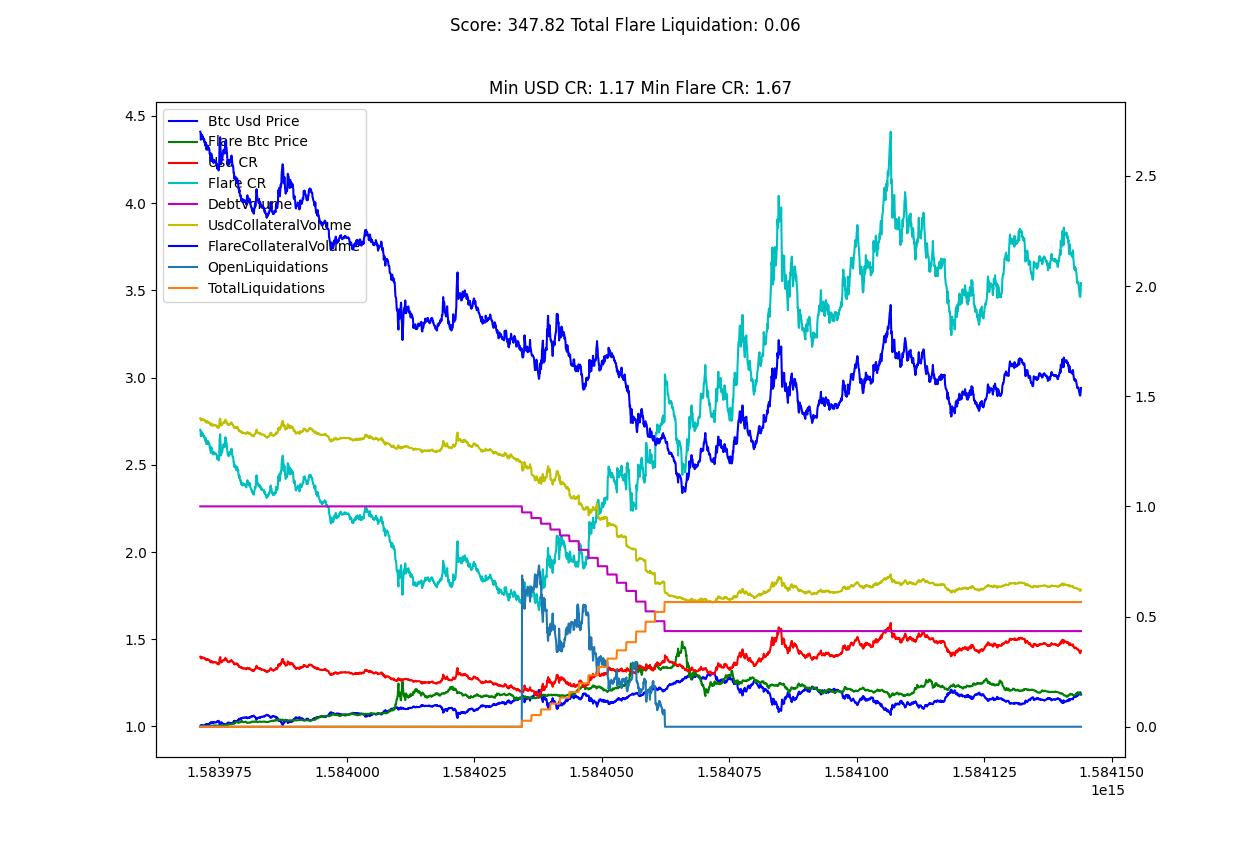 Score: 347.82 Total Flare Liquidation: 0.06
Min USD CR: 1.17 Min Flare CR: 1.67
Btc Usd Price
Flare Btc Price
Usd CR
Flare CR
DebtVolume
UsdCollateralVolume
FlareCollateralVolume
OpenLiquidations
TotalLiquidations
4.5
4.0
3.5
3.0
2.5
2.0
1.5
1.0
2.5
2.0
1.5
1.0
0.5
0.0
1.583975 1.584000 1.584025 1.584050 1.584075 1.584100 1.584125 1.584150
1e15